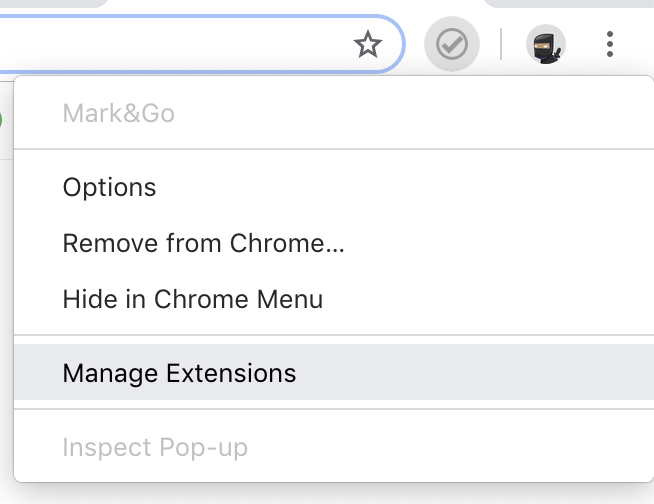 Mark&Go
Options
Remove from Chrome...
Hide in Chrome Menu
Manage Extensions
Inspect Pop-up